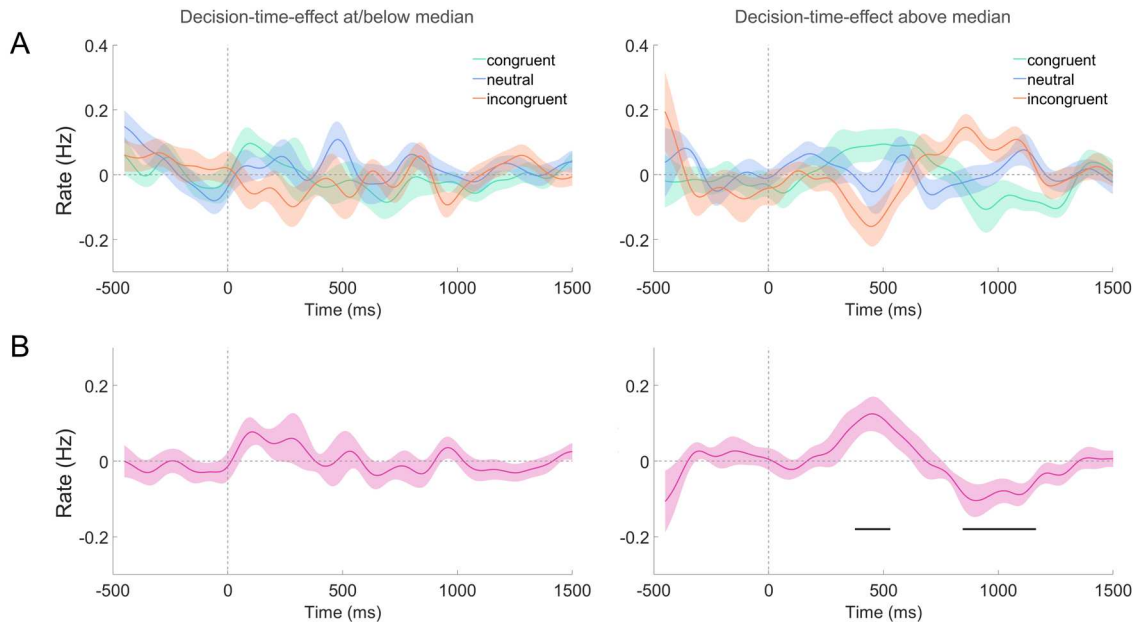 Decision-time-effect at/below median
Decision-time-effect above median
A
0.4
0.2
0
-0.2
Rate (Hz)
congruent
neutral
incongruent
-500
0
500
1000
1500
Time (ms)
0.4
0.2
0
-0.2
congruent
neutral
incongruent
-500
0
500
1000
1500
Time (ms)
B
0.2
0
-0.2
Rate (Hz)
-500
0
500
1000
1500
Time (ms)
0.2
0
-0.2
-500
0
500
1000
1500
Time (ms)